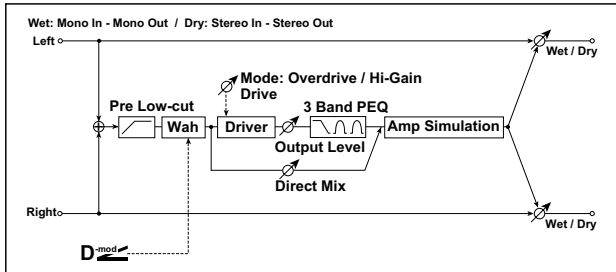 Wet: Mono In - Mono Out / Dry: Stereo In - Stereo Out
Left
Wet / Dry
Mode: Overdrive / Hi-Gain
Drive
Pre Low-cut
3 Band PEQ
Wah
Driver
Amp Simulation
Output Level
Direct Mix
Right
Wet / Dry
D-mod